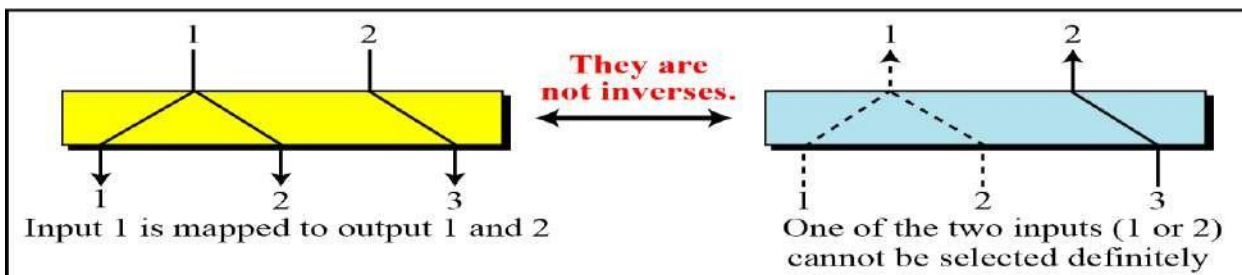 1 2
1 2
They are
not inverses.
1 2 3
1 2 3
Input 1 is mapped to output 1 and 2
One of the two inputs (1 or 2)
cannot be selected definitely